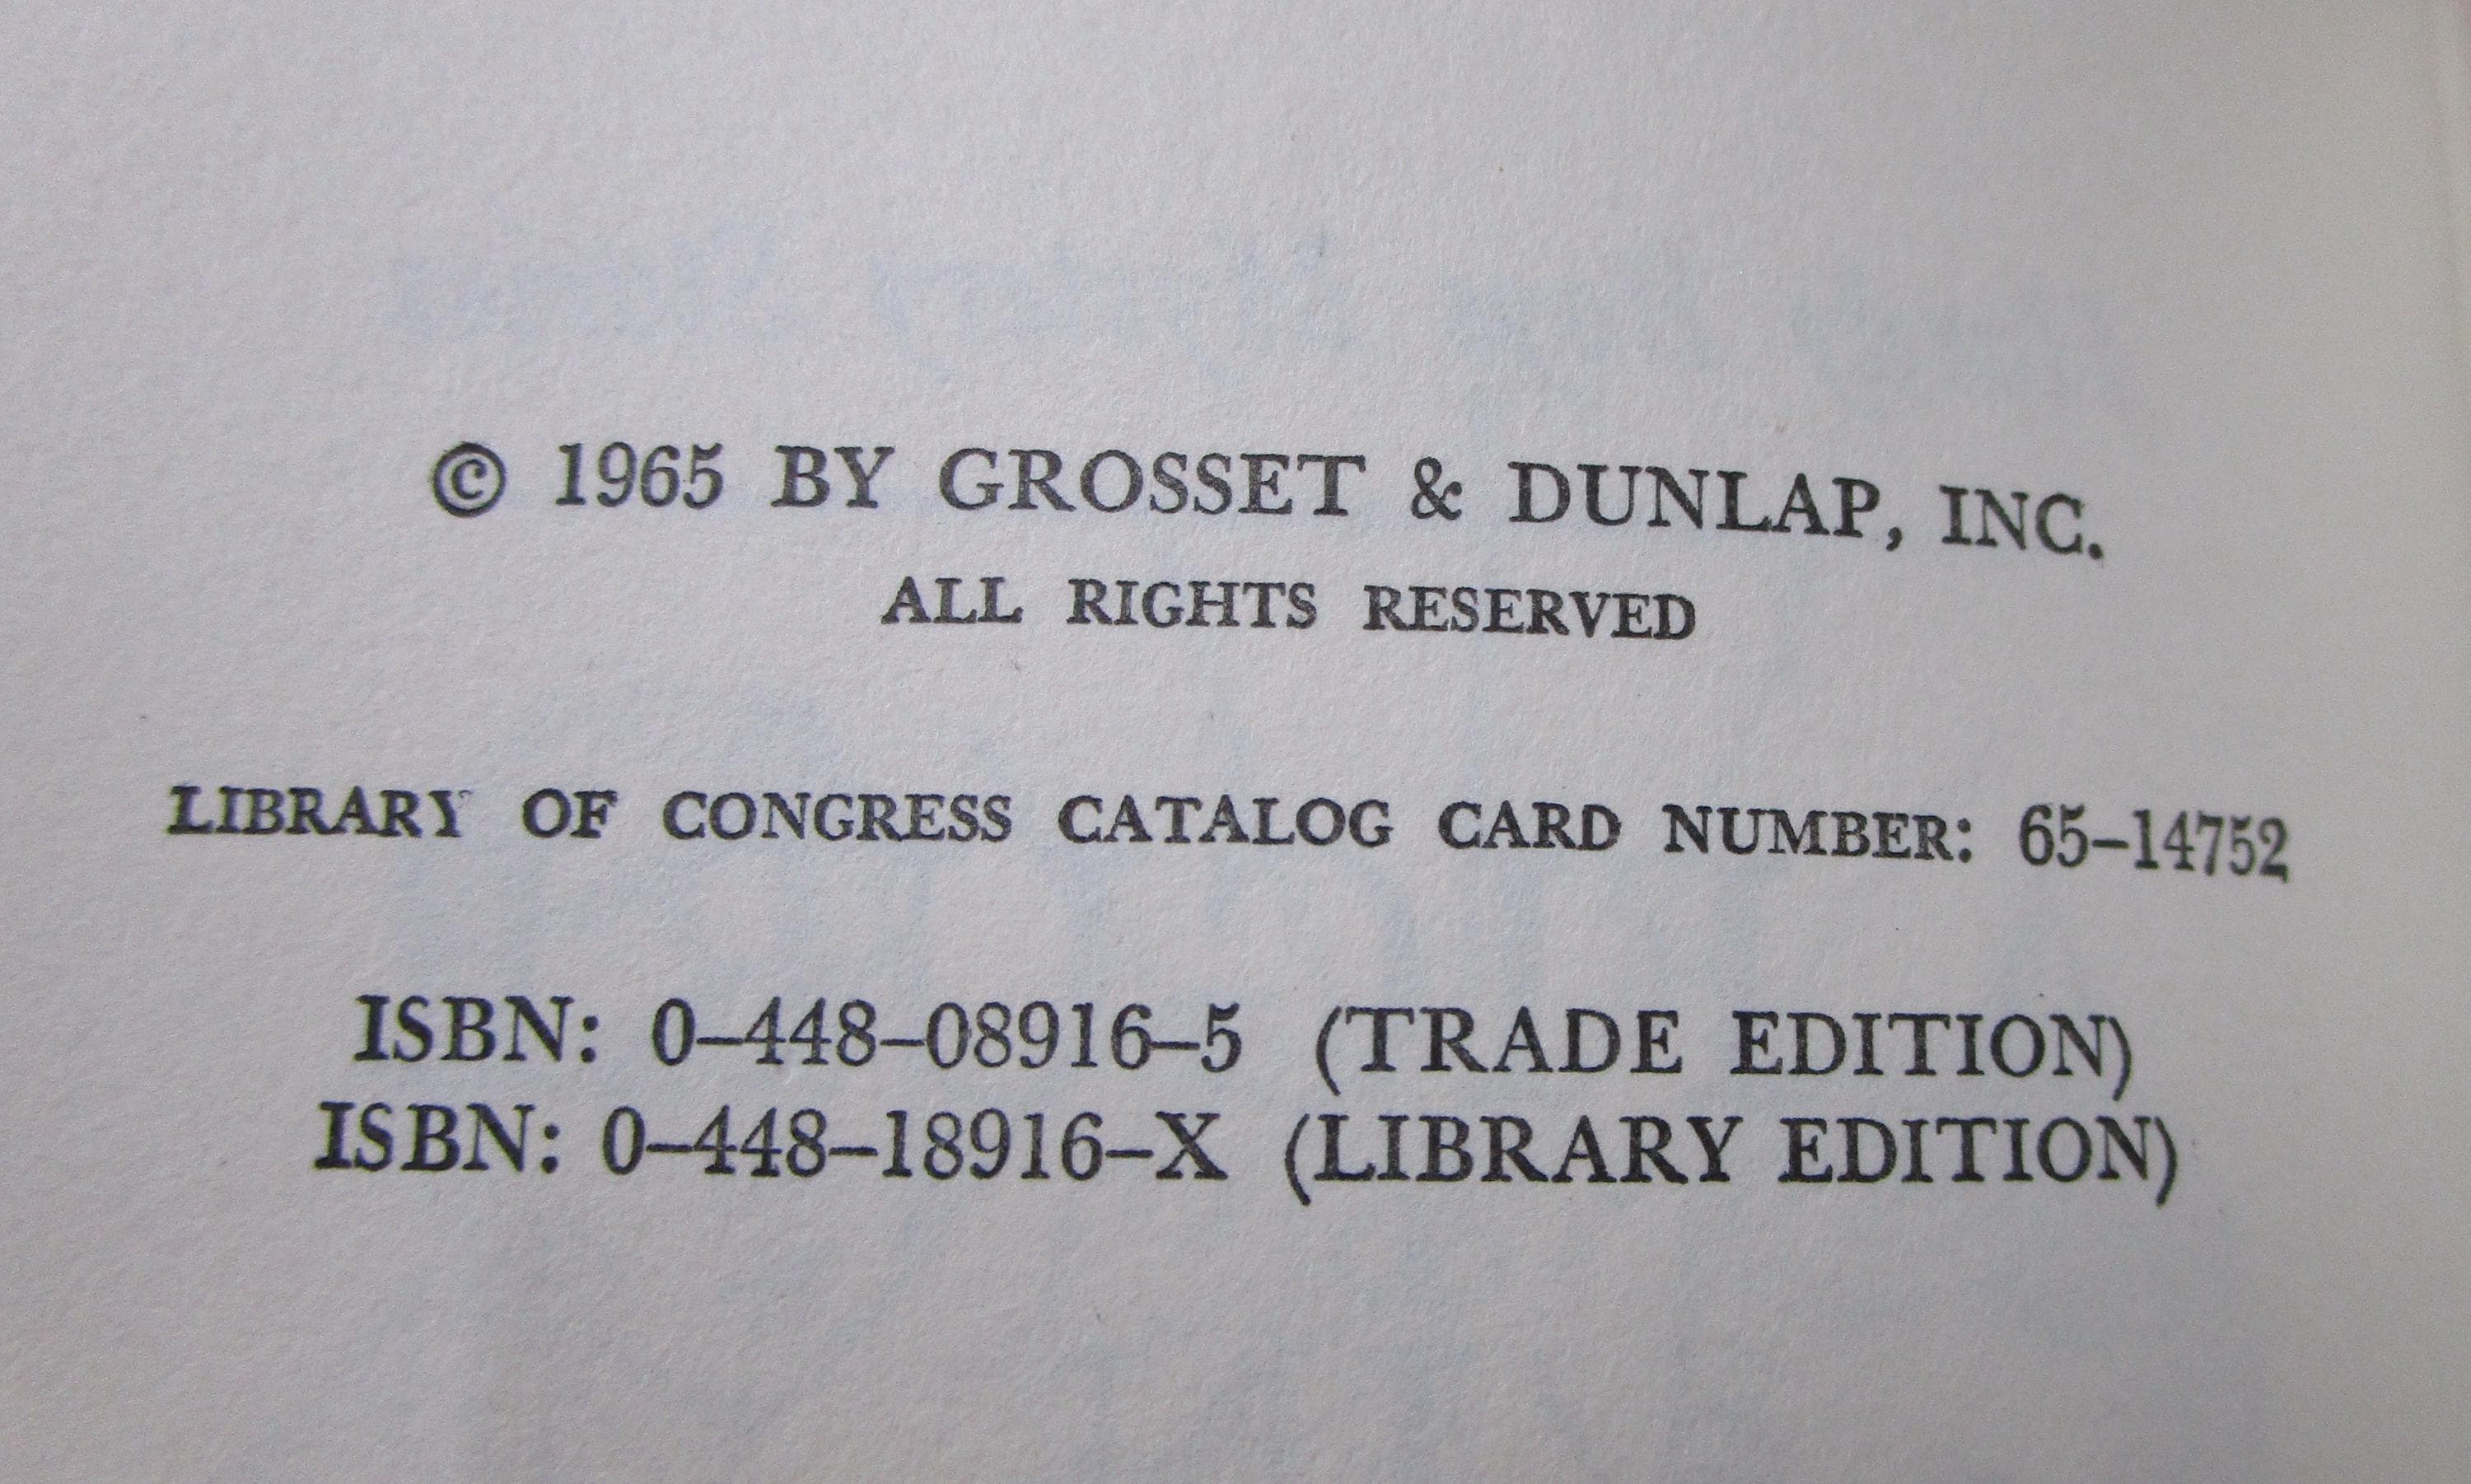 © 1965 BY GROSSET & DUNLAP, INC.
ALL RIGHTS RESERVED
LIBRARY OF CONGRESS CATALOG CARD NUMBER: 65–14752
ISBN: 0–448–08916–5 (TRADE EDITION)
ISBN: 0–448–18916–X (LIBRARY EDITION)